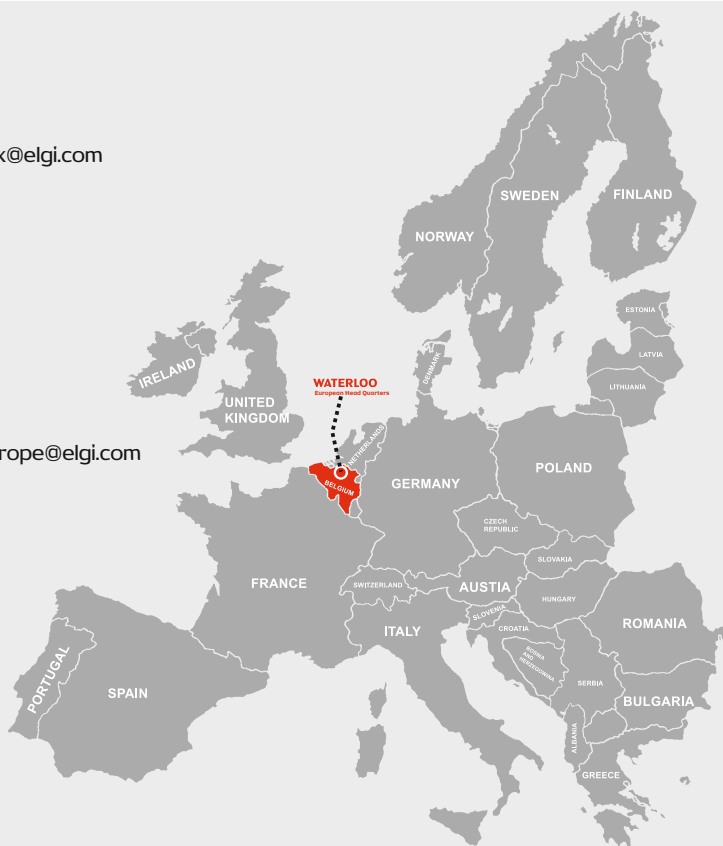 x@elgi.com
SWEDEN
FINLAND
NORWAY
ESTONIA
LATVIA
DENMARK
IRELAND
WATERLOO
European Head Quarters
LITHUANIA
UNITED
KINGDOM
NETHERLANDS
rope@elgi.com
POLAND
GERMANY
BELGIUM
CZECH
REPUBLIC
SLOVAKIA
FRANCE
SWITZERLAND
AUSTIA
HUNGARY
SLOVENIA
ROMANIA
CROATIA
ITALY
BOSNIA
AND
HERZEGOWINA
PORTUGAL
SPAIN
SERBIA
BULGARIA
ALBANIA
GREECE